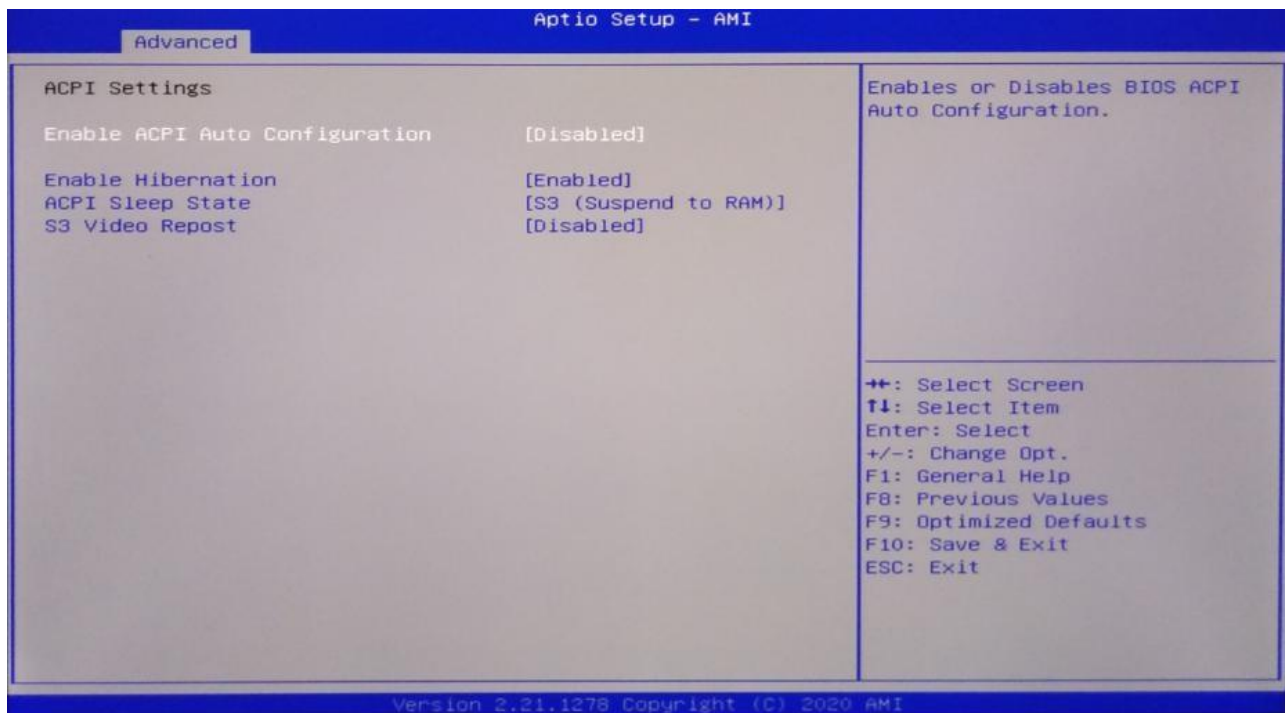 Aptio Setup - AMI
Advanced
ACPI Settings
Enable ACPI Auto Configuration [Disabled]
Enable Hibernation [Enabled]
ACPI Sleep State [S3 (Suspend to RAM)]
S3 Video Repost [Disabled]
Enables or Disables BIOS ACPI
Auto Configuration.
→←: Select Screen
↑↓: Select Item
Enter: Select
+/-: Change Opt.
F1: General Help
F8: Previous Values
F9: Optimized Defaults
F10: Save & Exit
ESC: Exit
Version 2.21.1278 Copyright (C) 2020 AMI